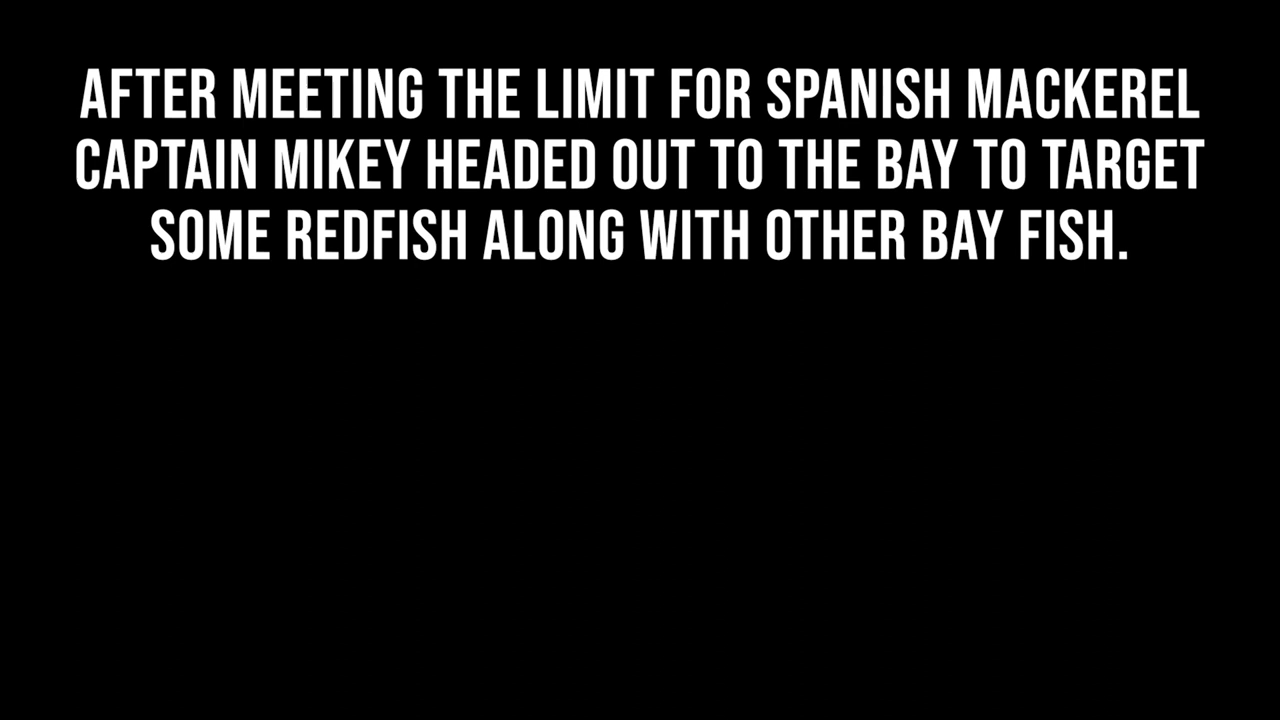 AFTER MEETING THE LIMIT FOR SPANISH MACKEREL
CAPTAIN MIKEY HEADED OUT TO THE BAY TO TARGET
SOME REDFISH ALONG WITH OTHER BAY FISH.